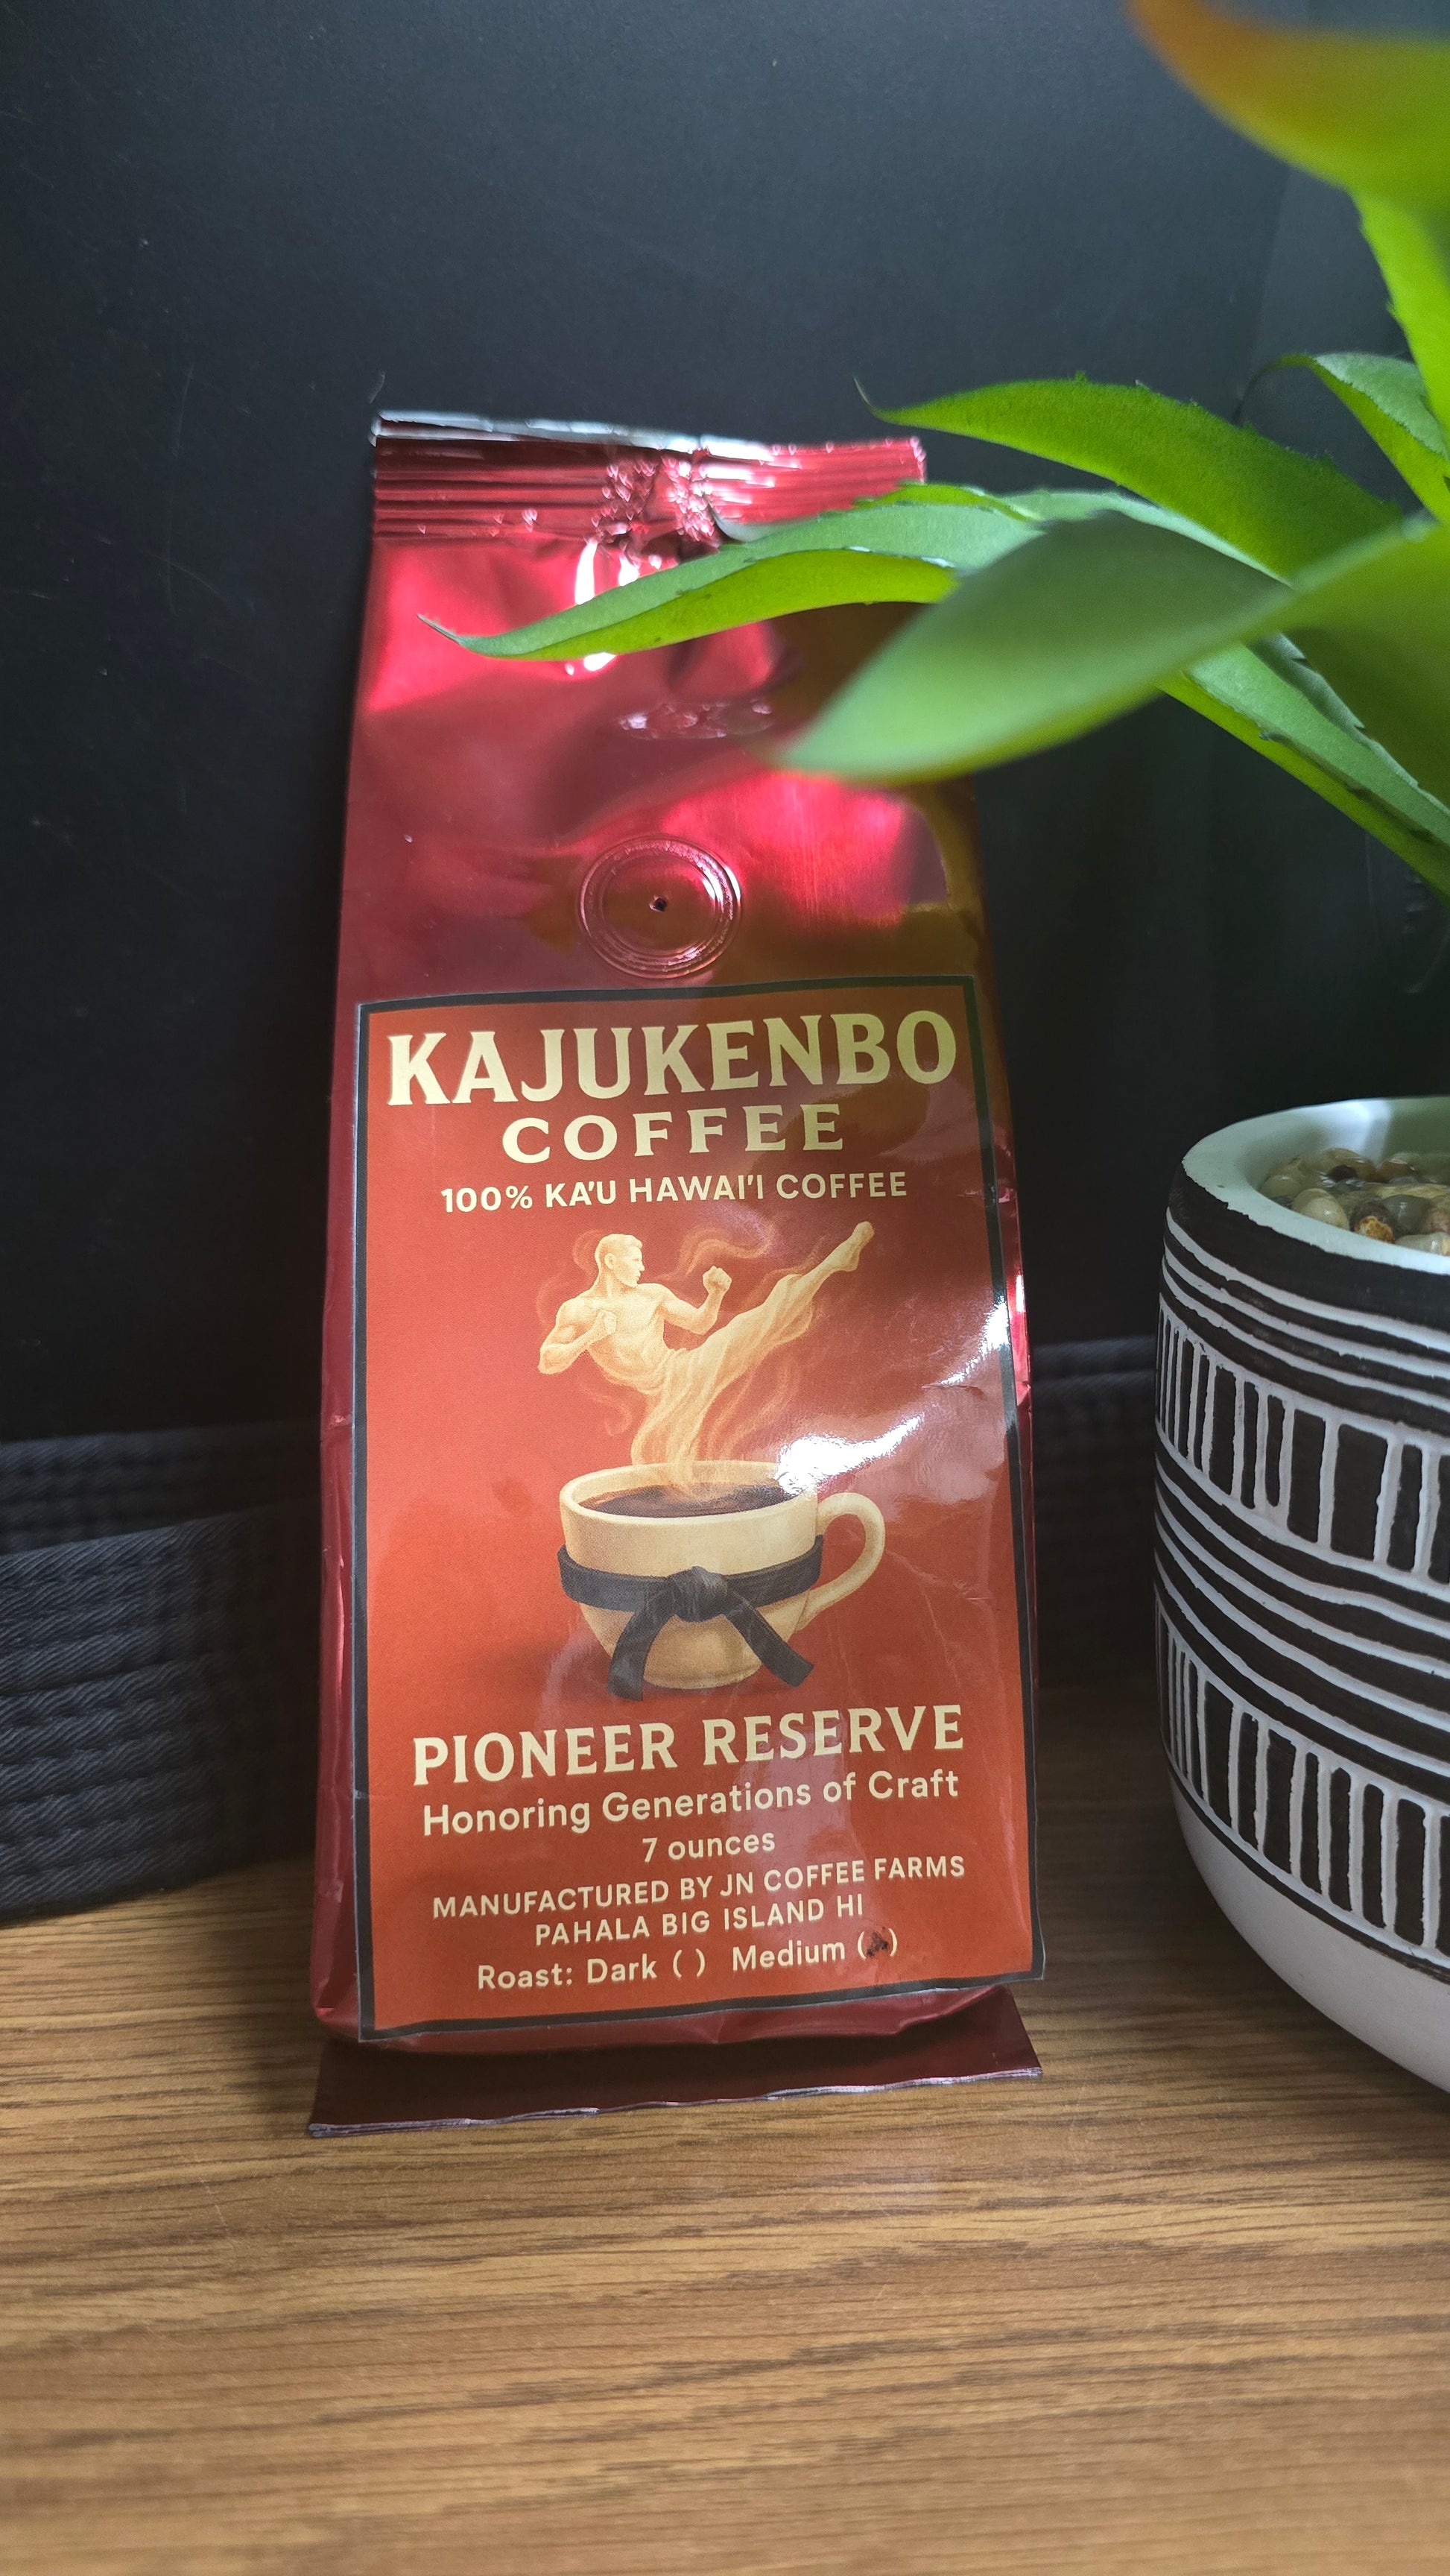 KAJUKENBO
COFFEE
100% KA'U HAWAI'I COFFEE
PIONEER RESERVE
Honoring Generations of Craft
7 ounces
MANUFACTURED BY JN COFFEE FARMS
PAHALA BIG ISLAND HI
Roast: Dark ( ) Medium ( )